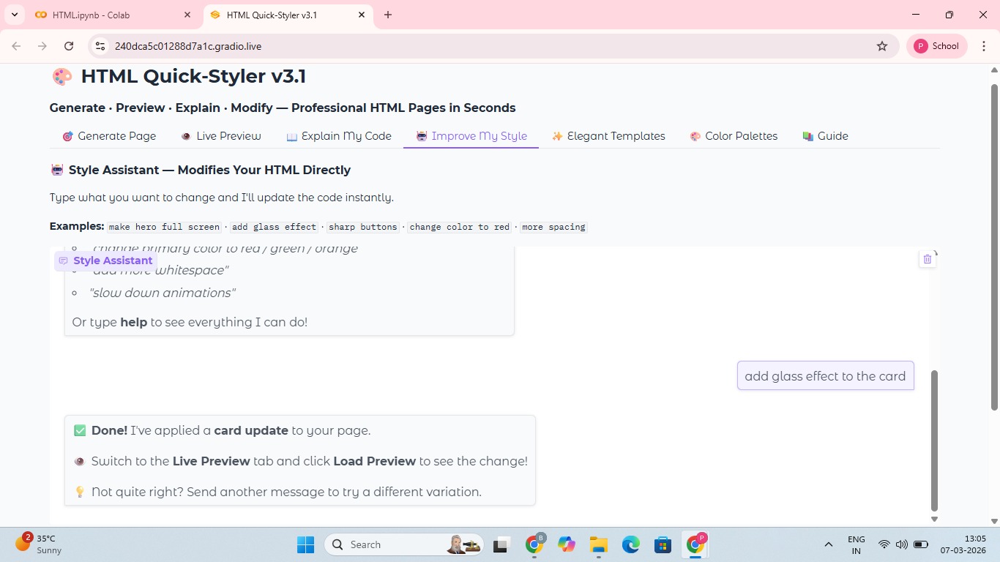 HTML.ipynb - Colab
HTML Quick-Styler v3.1
240dca5c01288d7a1c.gradio.live
P School
HTML Quick-Styler v3.1
Generate · Preview · Explain · Modify — Professional HTML Pages in Seconds
Generate Page Live Preview Explain My Code Improve My Style Elegant Templates Color Palettes Guide
Style Assistant — Modifies Your HTML Directly
Type what you want to change and I'll update the code instantly.
Examples: make hero full screen · add glass effect · sharp buttons · change color to red · more spacing
"change primary color to red / green / orange
Style Assistant
"add more whitespace"
"slow down animations"
Or type help to see everything I can do!
add glass effect to the card
Done! I've applied a card update to your page.
Switch to the Live Preview tab and click Load Preview to see the change!
Not quite right? Send another message to try a different variation.
2
35°C
Sunny
Search
B
P
ENG
IN
13:05
07-03-2026